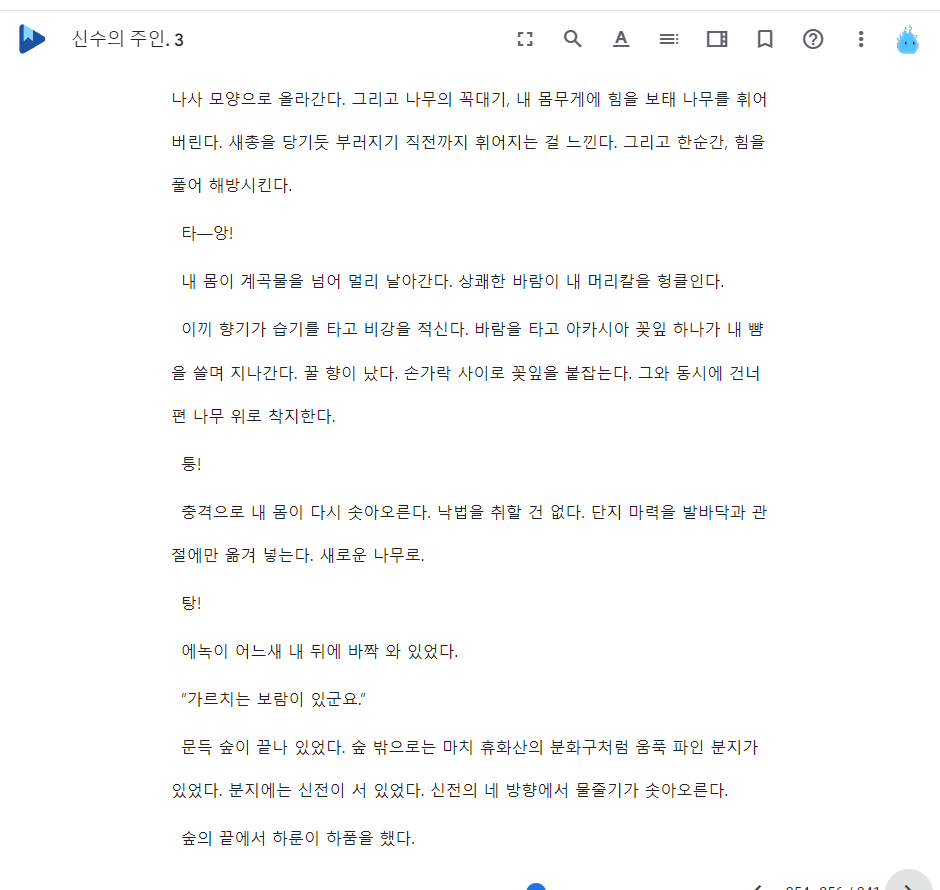 신수의 주인. 3
나사 모양으로 올라간다. 그리고 나무의 꼭대기, 내 몸무게에 힘을 보태 나무를 휘어
버린다. 새총을 당기듯 부러지기 직전까지 휘어지는 걸 느낀다. 그리고 한순간, 힘을
풀어 해방시킨다.
타—앙!
내 몸이 계곡물을 넘어 멀리 날아간다. 상쾌한 바람이 내 머리칼을 헝클인다.
이끼 향기가 습기를 타고 비강을 적신다. 바람을 타고 아카시아 꽃잎 하나가 내 뺨
을 쓸며 지나간다. 꿀 향이 났다. 손가락 사이로 꽃잎을 붙잡는다. 그와 동시에 건너
편 나무 위로 착지한다.
퉁!
충격으로 내 몸이 다시 솟아오른다. 낙법을 취할 건 없다. 단지 마력을 발바닥과 관
절에만 옮겨 넣는다. 새로운 나무로.
탕!
에녹이 어느새 내 뒤에 바짝 와 있었다.
“가르치는 보람이 있군요.”
문득 숲이 끝나 있었다. 숲 밖으로는 마치 휴화산의 분화구처럼 움푹 파인 분지가
있었다. 분지에는 신전이 서 있었다. 신전의 네 방향에서 물줄기가 솟아오른다.
숲의 끝에서 하룬이 하품을 했다.